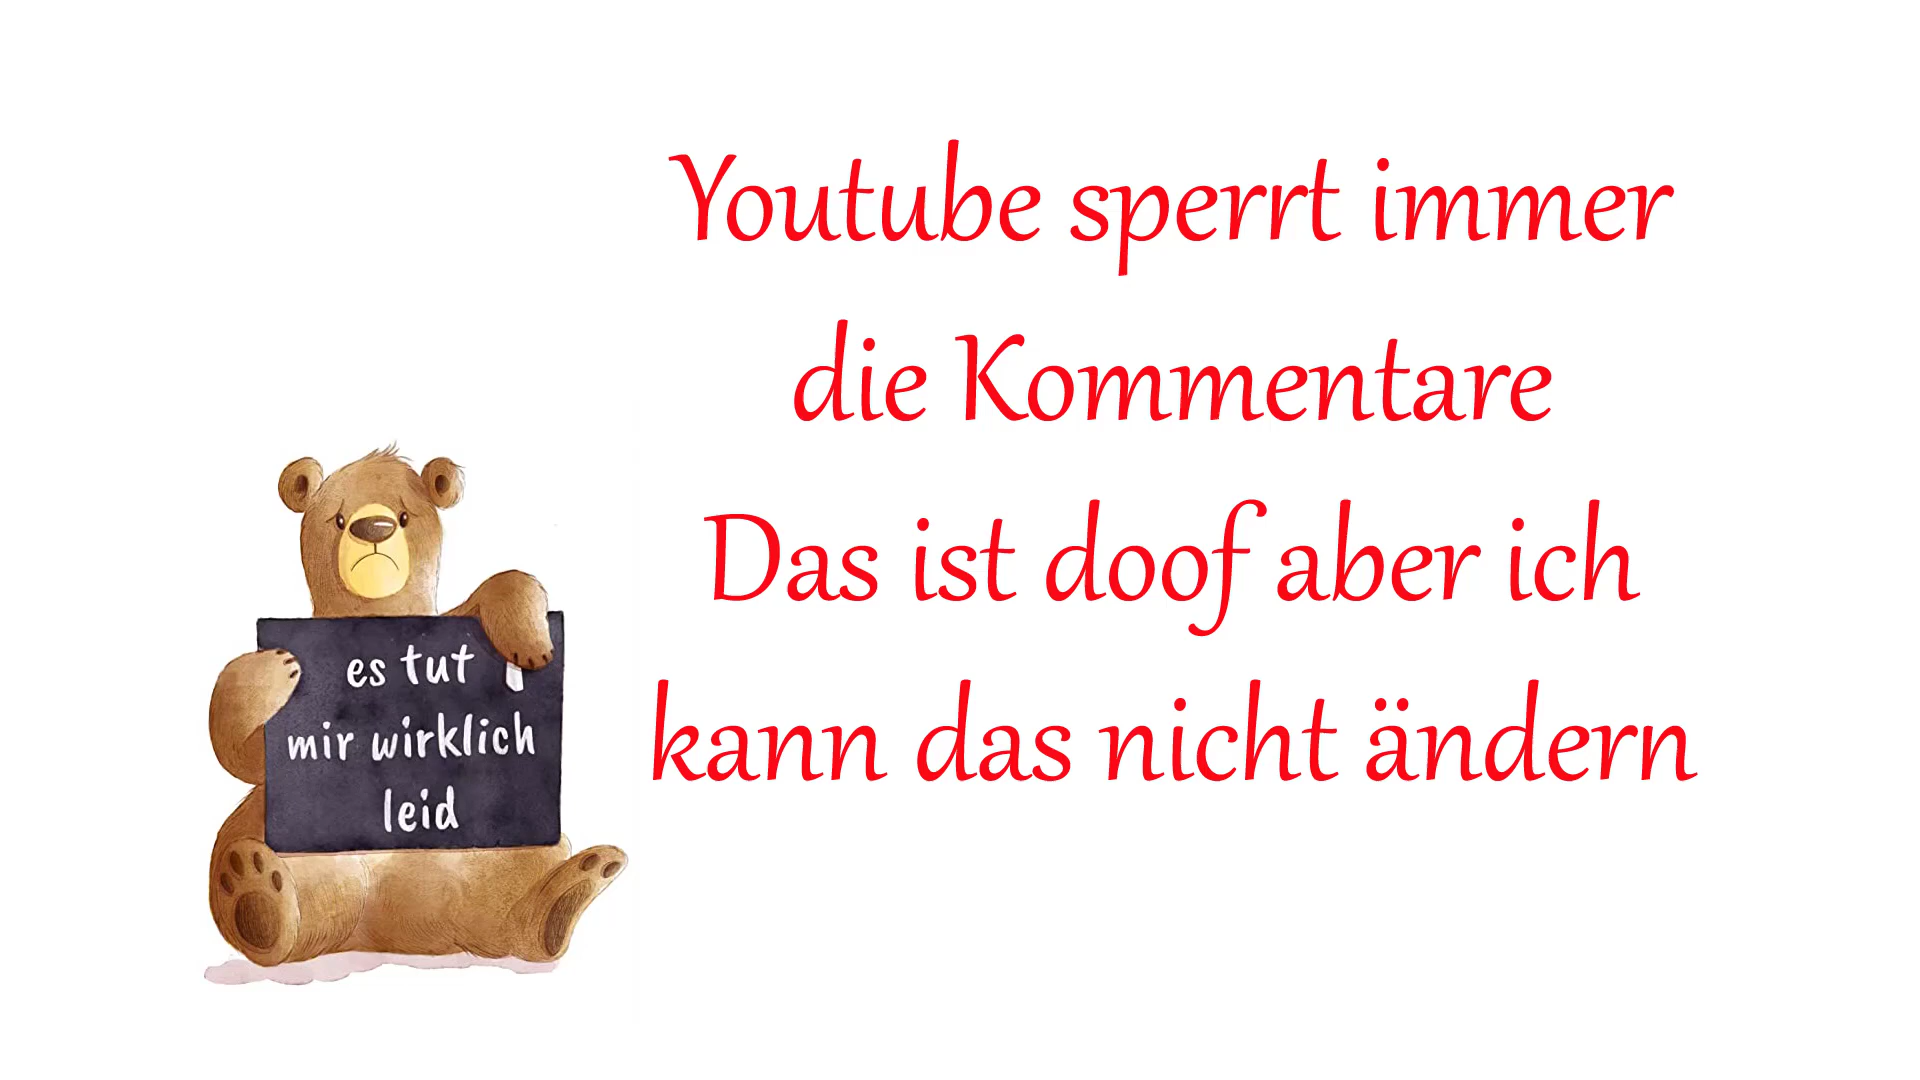 Youtube sperrt immer
die Kommentare
Das ist doof aber ich
kann das nicht ändern
es tut
mir wirklich
leid